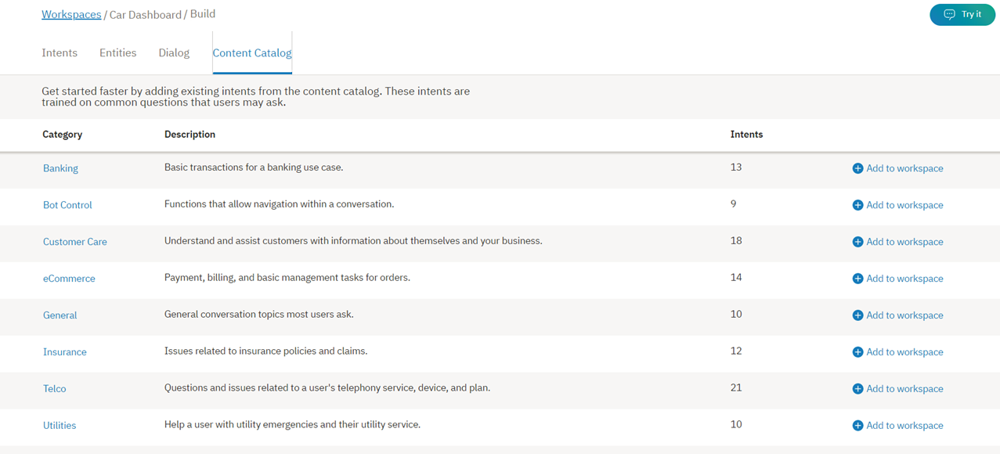 Workspaces / Car Dashboard / Build
Try it
Intents Entities Dialog Content Catalog
Get started faster by adding existing intents from the content catalog. These intents are
trained on common questions that users may ask.
Category Description Intents
Banking Basic transactions for a banking use case. 13 Add to workspace
Bot Control Functions that allow navigation within a conversation. 9 Add to workspace
Customer Care Understand and assist customers with information about themselves and your business. 18 Add to workspace
eCommerce Payment, billing, and basic management tasks for orders. 14 Add to workspace
General General conversation topics most users ask. 10 Add to workspace
Insurance Issues related to insurance policies and claims. 12 Add to workspace
Telco Questions and issues related to a user's telephony service, device, and plan. 21 Add to workspace
Utilities Help a user with utility emergencies and their utility service. 10 Add to workspace